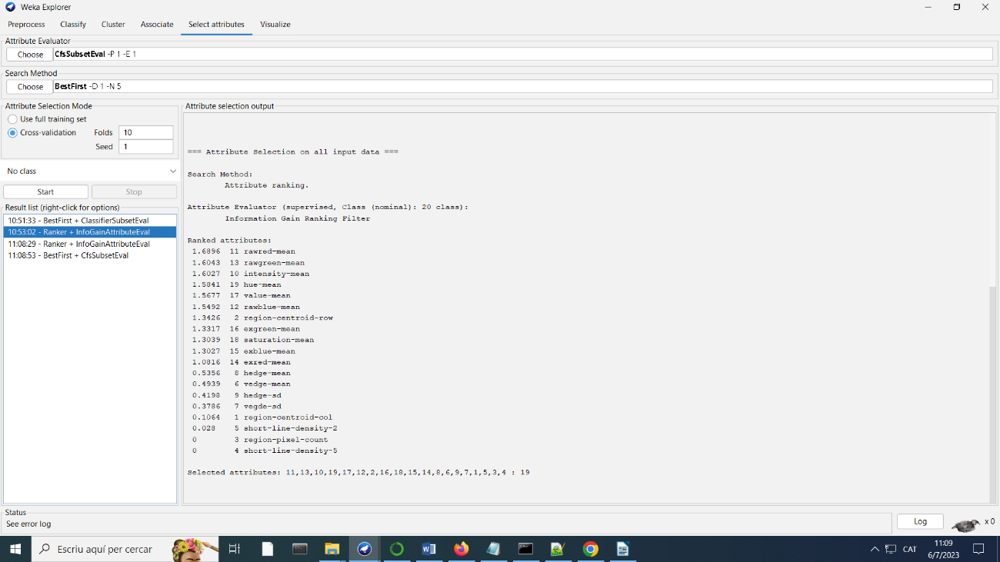 Weka Explorer
Preprocess Classify Cluster Associate Select attributes Visualize
Attribute Evaluator
Choose CfsSubsetEval -P 1 -E 1
Search Method
Choose BestFirst -D 1 -N 5
Attribute Selection Mode
Use full training set
Cross-validation Folds 10
Seed 1
No class
Start Stop
Result list (right-click for options)
10:51:33 - BestFirst + ClassifierSubsetEval
10:53:02 - Ranker + InfoGainAttributeEval
11:08:29 - Ranker + InfoGainAttributeEval
11:08:53 - BestFirst + CfsSubsetEval
Attribute selection output
=== Attribute Selection on all input data ===
Search Method:
Attribute ranking.
Attribute Evaluator (supervised, Class (nominal): 20 class):
Information Gain Ranking Filter
Ranked attributes:
1.6896 11 rawred-mean
1.6043 13 rawgreen-mean
1.6027 10 intensity-mean
1.5841 19 hue-mean
1.5677 17 value-mean
1.5492 12 rawblue-mean
1.3426 2 region-centroid-row
1.3317 16 exgreen-mean
1.3039 18 saturation-mean
1.3027 15 exblue-mean
1.0816 14 exred-mean
0.5356 8 hedge-mean
0.4939 6 vedge-mean
0.4198 9 hedge-sd
0.3786 7 vegde-sd
0.1064 1 region-centroid-col
0.028 5 short-line-density-2
0 3 region-pixel-count
0 4 short-line-density-5
Selected attributes: 11,13,10,19,17,12,2,16,18,15,14,8,6,9,7,1,5,3,4 : 19
Status
See error log
Log x 0
Escriu aquí per cercar
CAT
11:09
6/7/2023